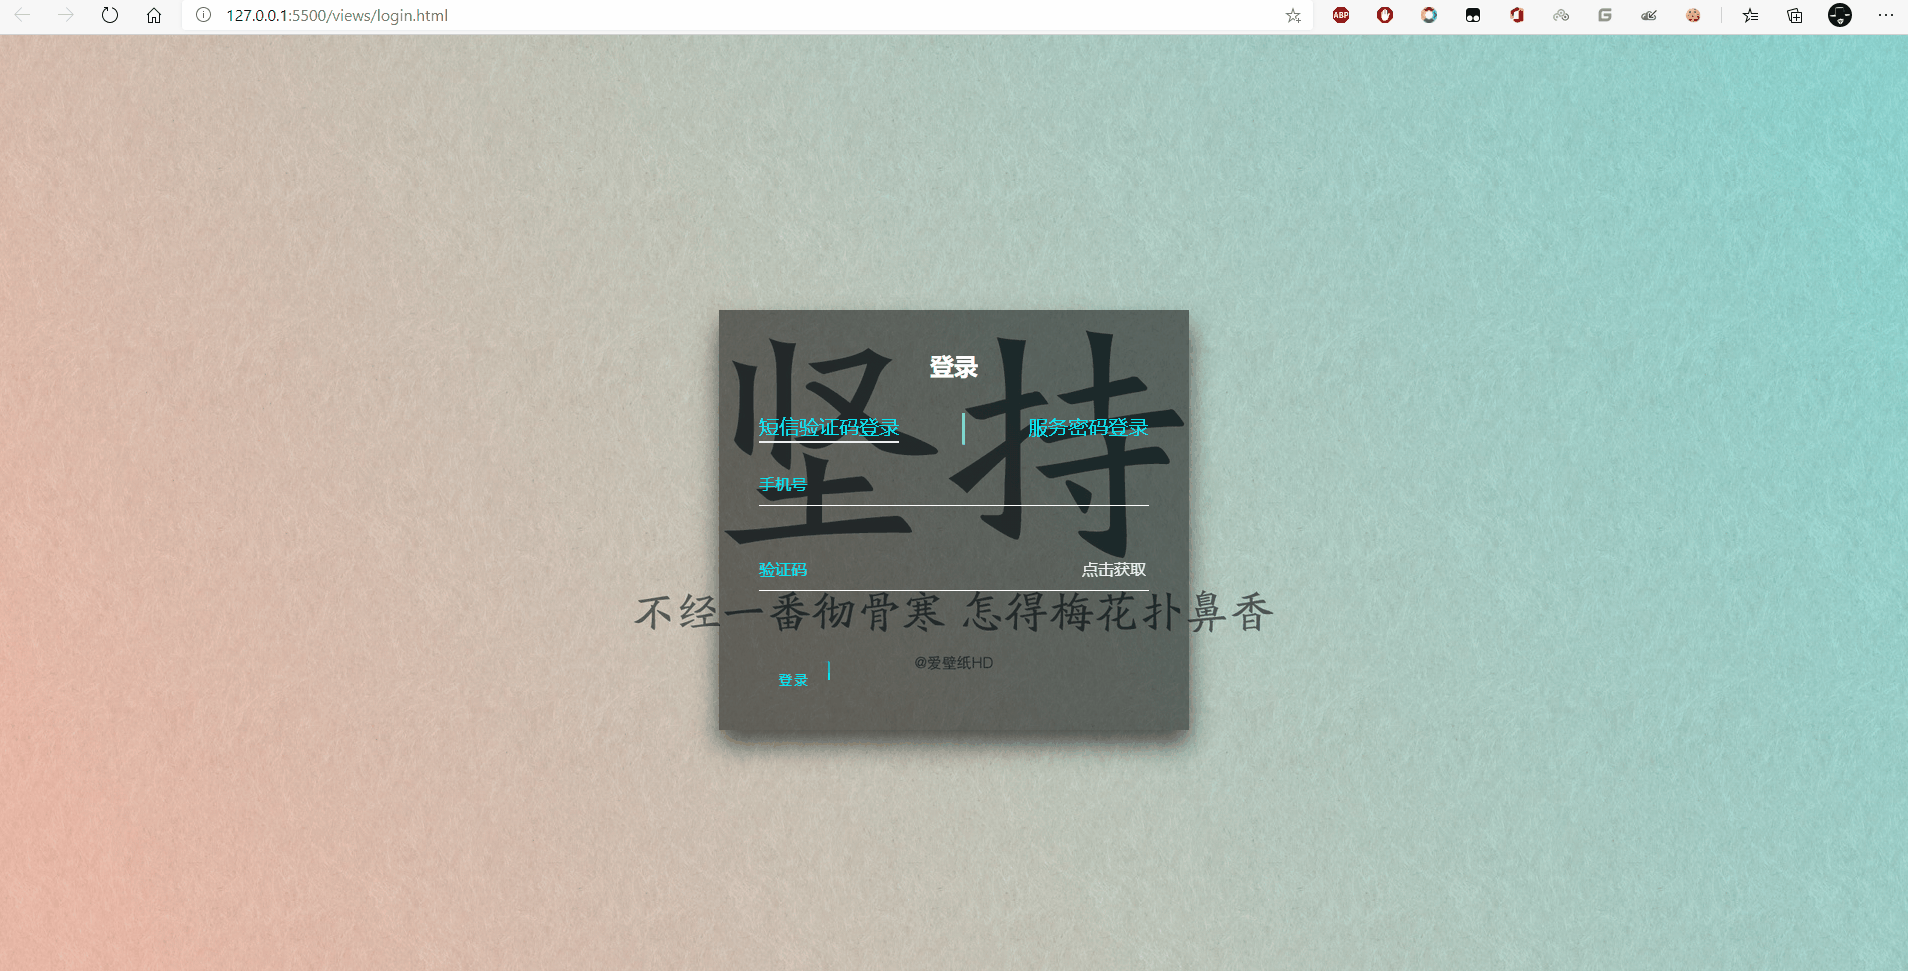 127.0.0.1:5500/views/login.html
ABP
坚持
登录
短信验证码登录 服务密码登录
手机号
验证码 点击获取
不经一番彻骨寒 怎得梅花扑鼻香
@爱壁纸HD
登录